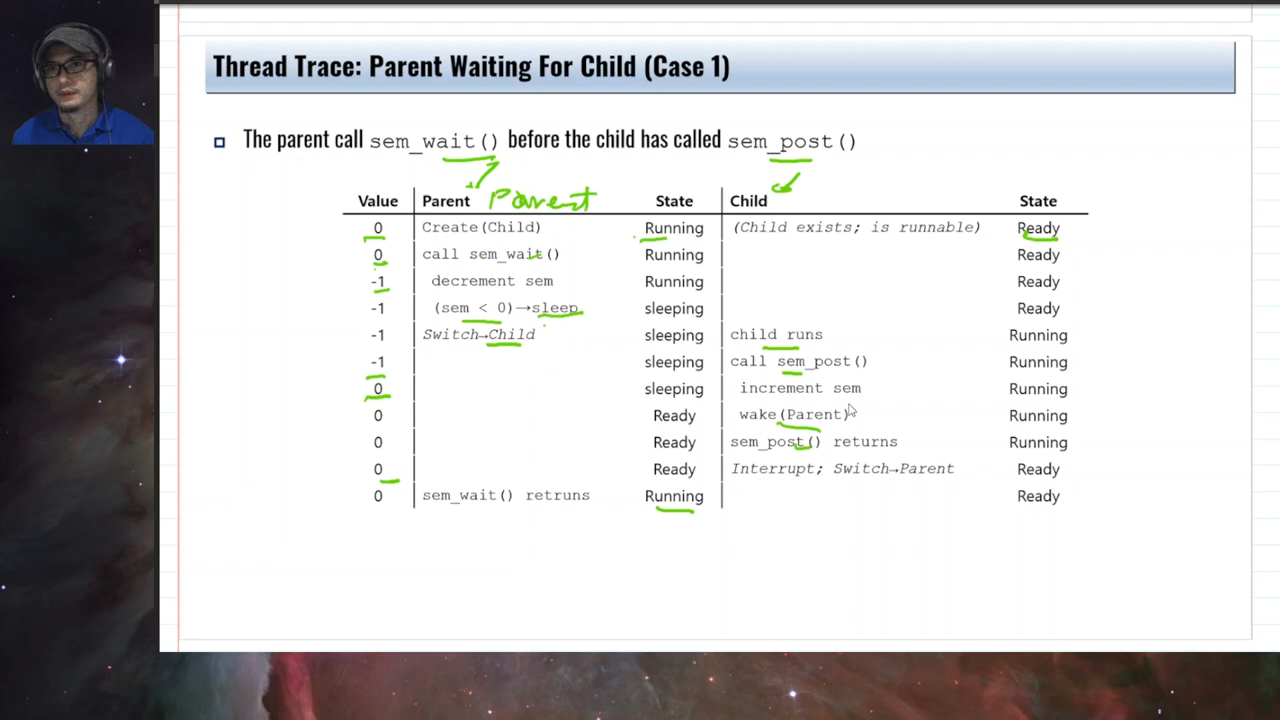 Thread Trace: Parent Waiting For Child (Case 1)
The parent call sem_wait() before the child has called sem_post()
Parent
Value Parent State Child State
0 Create(Child) Running (Child exists; is runnable) Ready
0 call sem_wait() Running Ready
-1 decrement sem Running Ready
-1 (sem < 0)→sleep sleeping Ready
-1 Switch→Child sleeping child runs Running
-1 sleeping call sem_post() Running
0 sleeping increment sem Running
0 Ready wake(Parent) Running
0 Ready sem_post() returns Running
0 Ready Interrupt; Switch→Parent Ready
0 sem_wait() retruns Running Ready